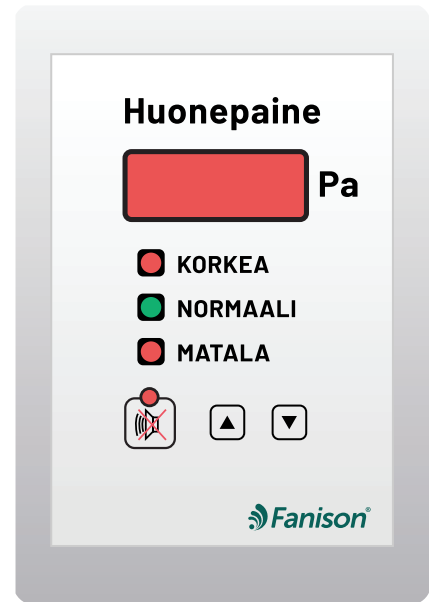 Huonepaine
Pa
KORKEA
NORMAALI
MATALA
Fanison®